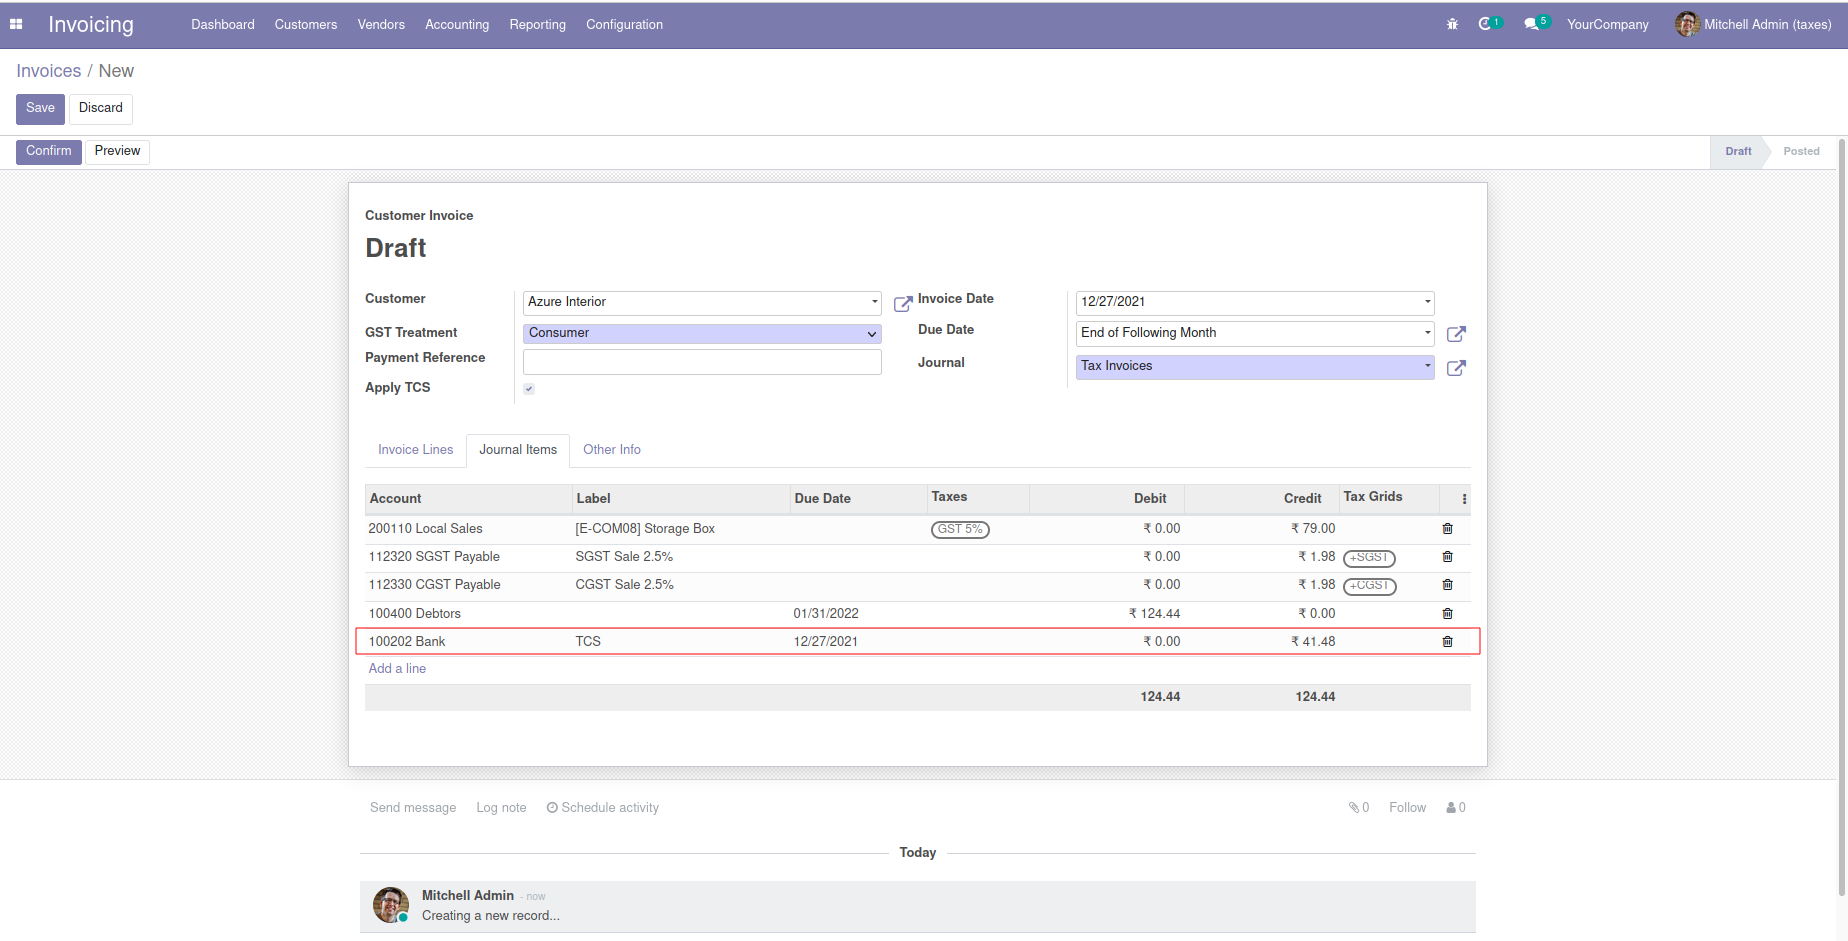 Invoicing Dashboard Customers Vendors Accounting Reporting Configuration 1 5 YourCompany Mitchell Admin (taxes)
Invoices / New
Save Discard
Confirm Preview Draft Posted
Customer Invoice
Draft
Customer Azure Interior Invoice Date 12/27/2021
GST Treatment Consumer Due Date End of Following Month
Payment Reference Journal Tax Invoices
Apply TCS
Invoice Lines Journal Items Other Info
Account Label Due Date Taxes Debit Credit Tax Grids
200110 Local Sales [E-COM08] Storage Box GST 5% ₹ 0.00 ₹ 79.00
112320 SGST Payable SGST Sale 2.5% ₹ 0.00 ₹ 1.98 +SGST
112330 CGST Payable CGST Sale 2.5% ₹ 0.00 ₹ 1.98 +CGST
100400 Debtors 01/31/2022 ₹ 124.44 ₹ 0.00
100202 Bank TCS 12/27/2021 ₹ 0.00 ₹ 41.48
Add a line
124.44 124.44
Send message Log note Schedule activity 0 Follow 0
Today
Mitchell Admin - now
Creating a new record...